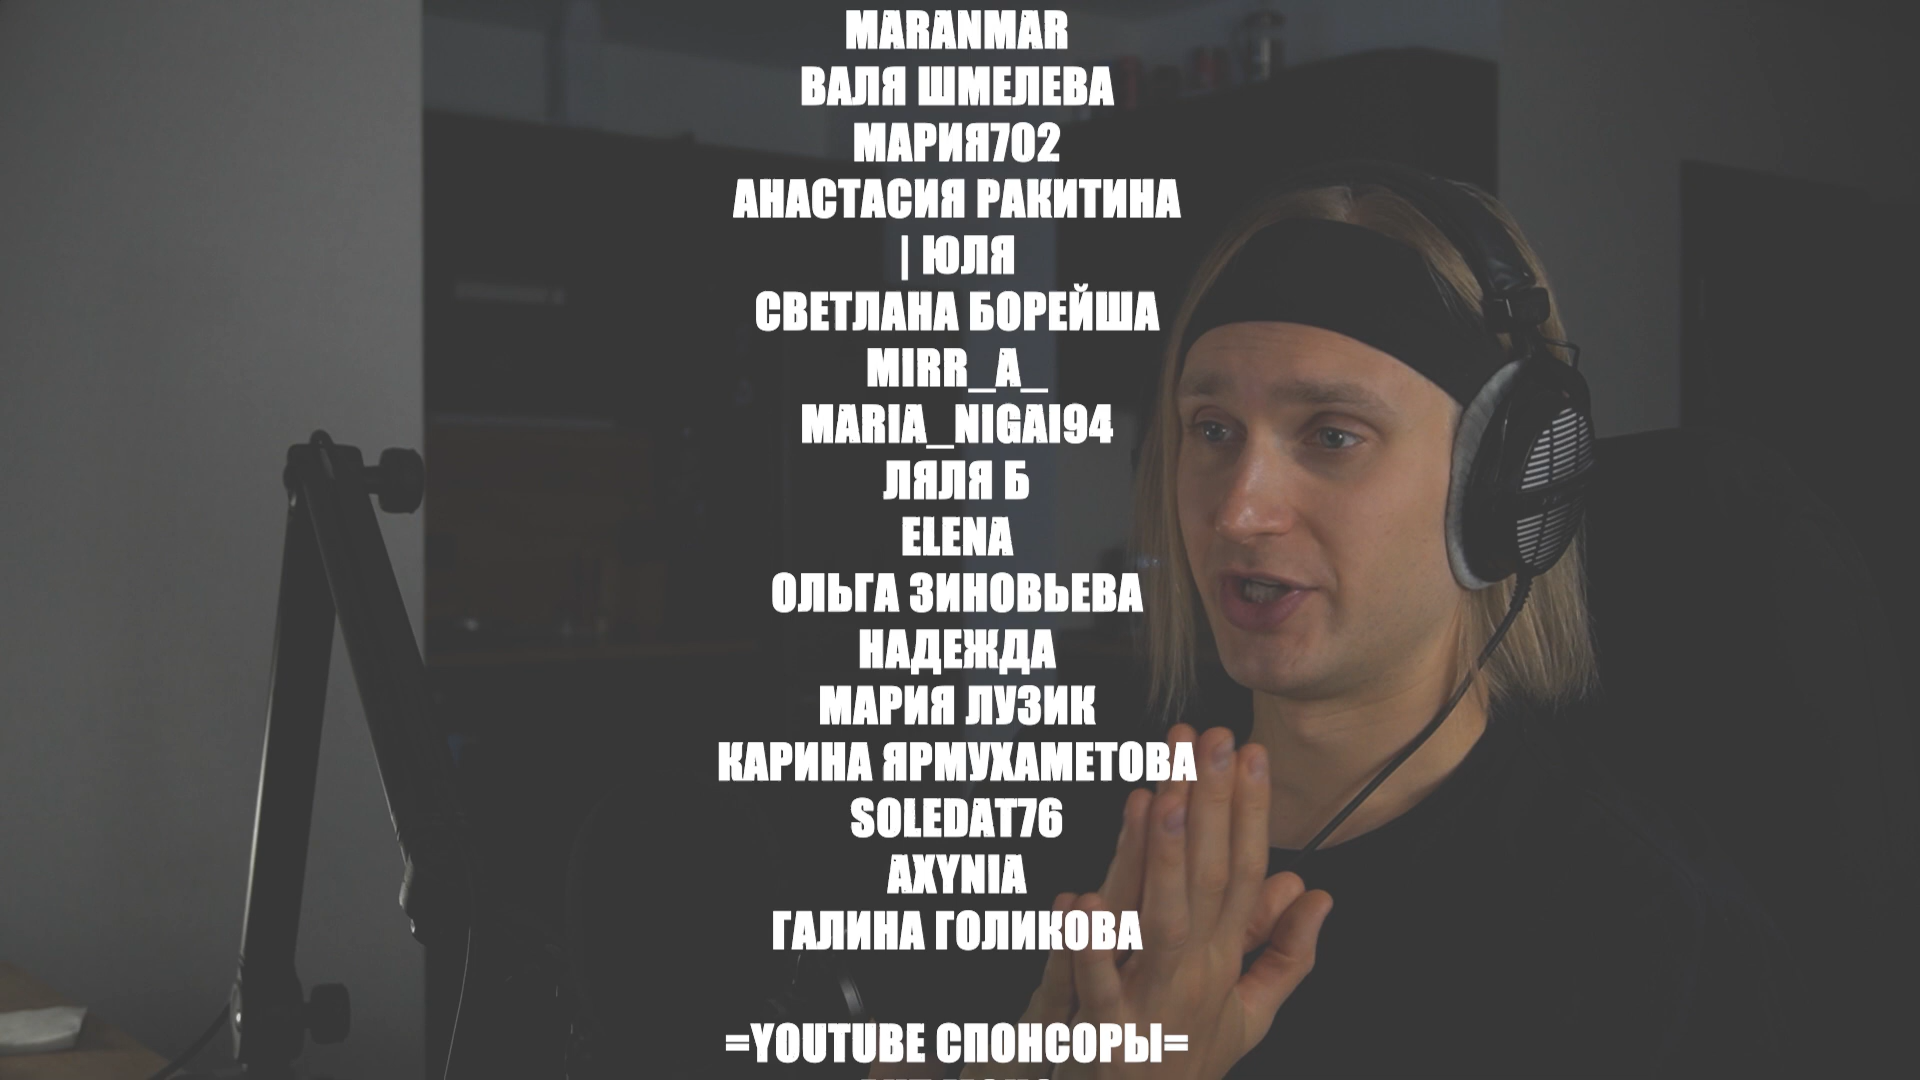 MARANMAR
ВАЛЯ ШМЕЛЕВА
МАРИЯ702
АНАСТАСИЯ РАКИТИНА
| ЮЛЯ
СВЕТЛАНА БОРЕЙША
MIRR_A_
MARIA_NIGAI94
ЛЯЛЯ Б
ELENA
ОЛЬГА ЗИНОВЬЕВА
НАДЕЖДА
МАРИЯ ЛУЗИК
КАРИНА ЯРМУХАМЕТОВА
SOLEDAT76
AXYNIA
ГАЛИНА ГОЛИКОВА
=YOUTUBE СПОНСОРЫ=